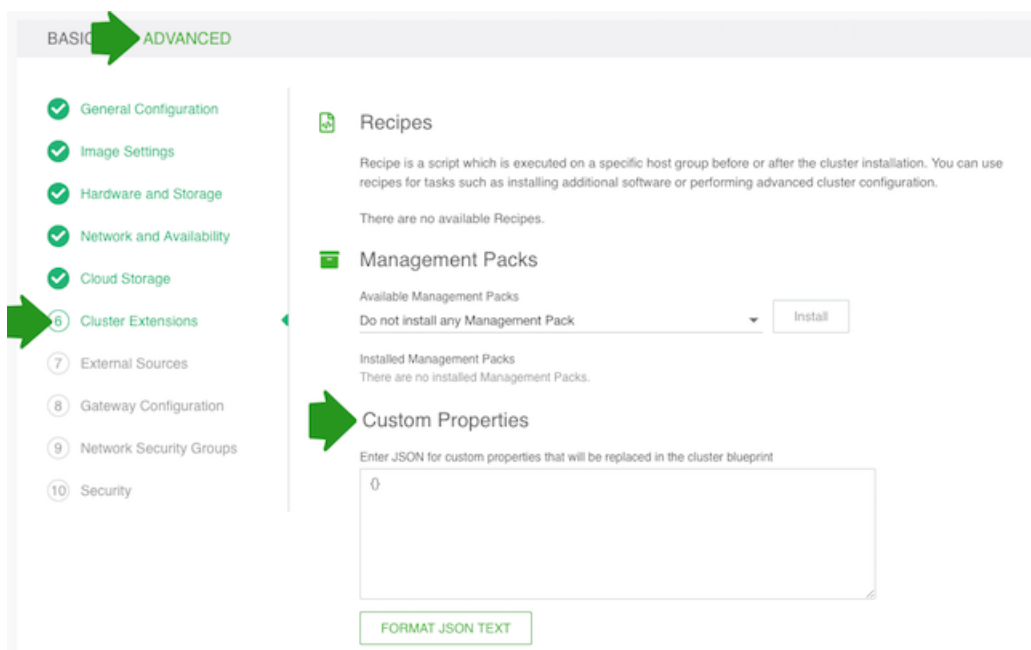 BASIC ADVANCED
General Configuration
Image Settings
Hardware and Storage
Network and Availability
Cloud Storage
6 Cluster Extensions
7 External Sources
8 Gateway Configuration
9 Network Security Groups
10 Security
Recipes
Recipe is a script which is executed on a specific host group before or after the cluster installation. You can use
recipes for tasks such as installing additional software or performing advanced cluster configuration.
There are no available Recipes.
Management Packs
Available Management Packs
Do not install any Management Pack
Install
Installed Management Packs
There are no installed Management Packs.
Custom Properties
Enter JSON for custom properties that will be replaced in the cluster blueprint
{}
FORMAT JSON TEXT